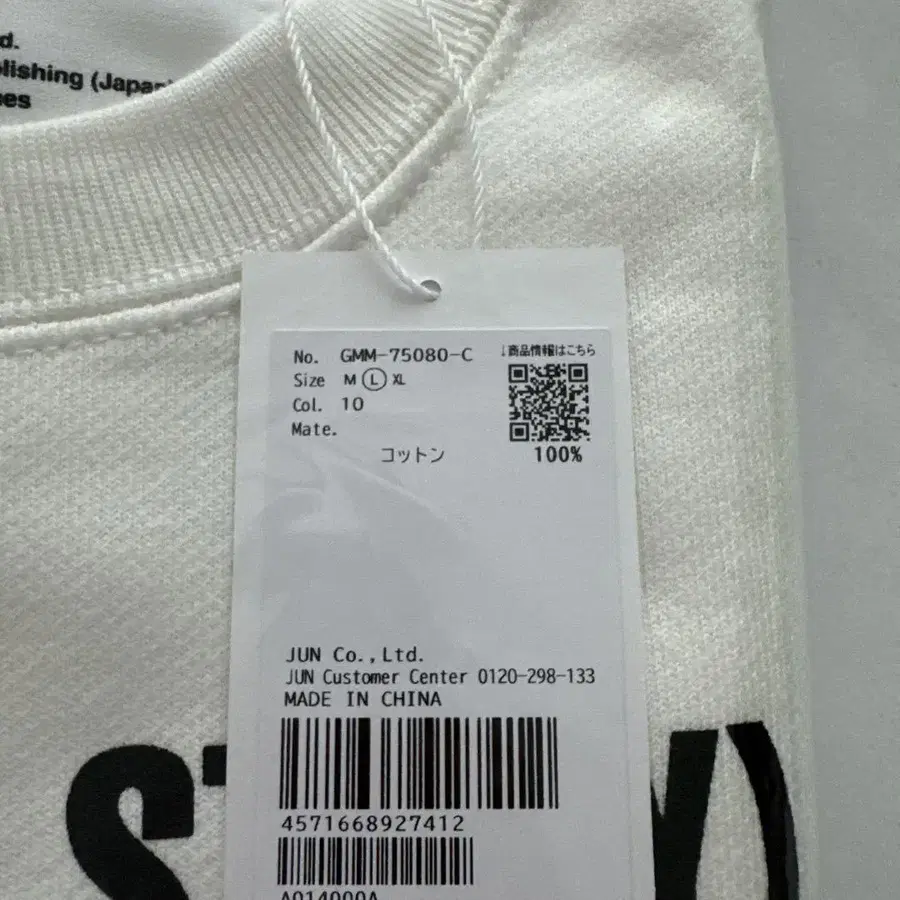 d.
lishing (Japan
es
No. GMM-75080-C
↓商品情報はこちら
Size M L XL
Col. 10
Mate.
コットン 100%
JUN Co.,Ltd.
JUN Customer Center 0120-298-133
MADE IN CHINA
4571668927412
A014000A
S
Y)